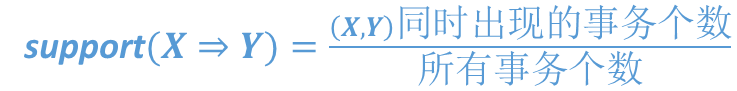 support(X ⇒ Y) = (X,Y)同时出现的事务个数
所有事务个数